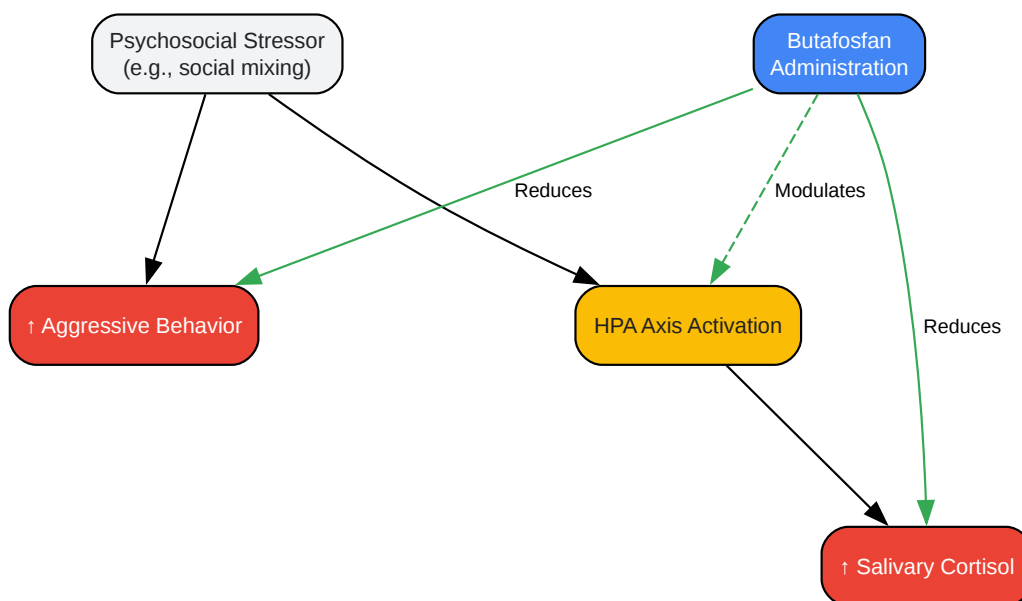 Psychosocial Stressor
(e.g., social mixing)
Butafosfan
Administration
Reduces
Modulates
↑ Aggressive Behavior
HPA Axis Activation
Reduces
↑ Salivary Cortisol